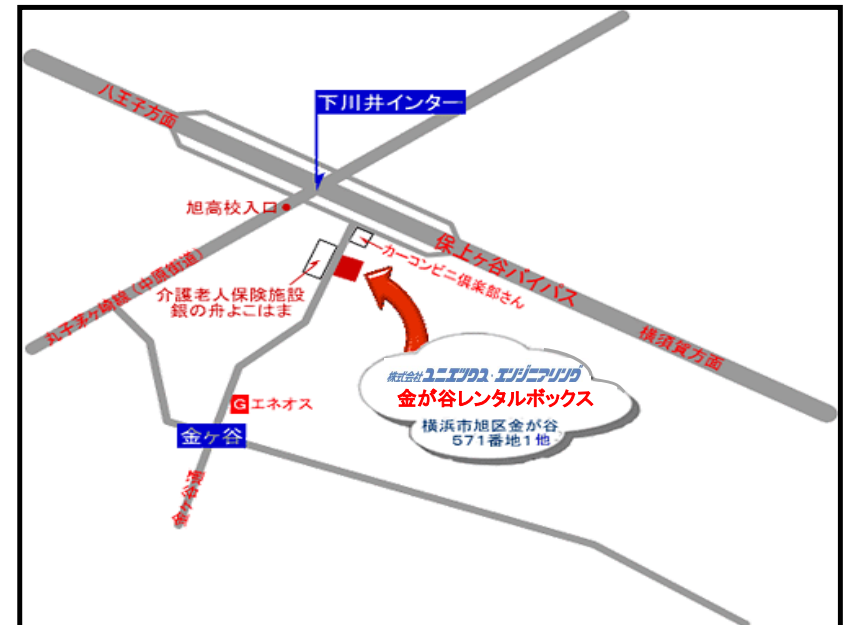 八王子方面
下川井インター
旭高校入口
保土ヶ谷バイパス
カーコンビニ倶楽部さん
丸子茅ヶ崎線（中原街道）
介護老人保険施設
銀の舟よこはま
横須賀方面
株式会社ユニエックス・エンジニアリング
金が谷レンタルボックス
横浜市旭区金が谷
571番地1他
G エネオス
金ヶ谷